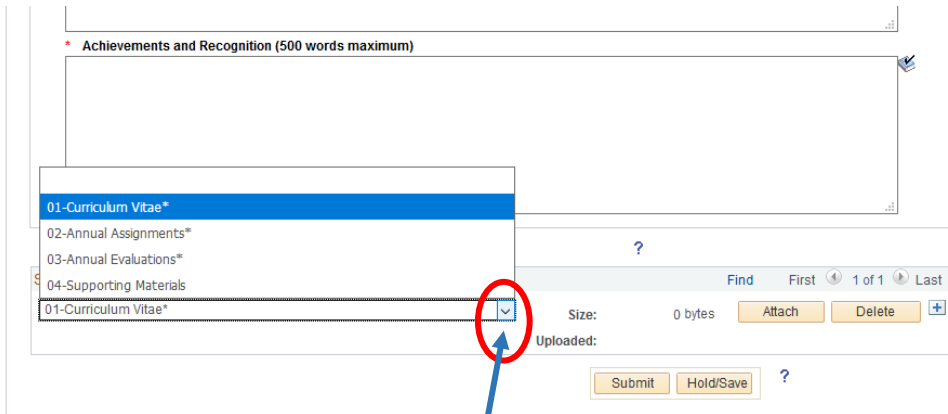 * Achievements and Recognition (500 words maximum)
01-Curriculum Vitae*
02-Annual Assignments*
03-Annual Evaluations*
04-Supporting Materials
S
Find First 1 of 1 Last
01-Curriculum Vitae*
Size: 0 bytes Attach Delete +
Uploaded:
?
Submit Hold/Save ?